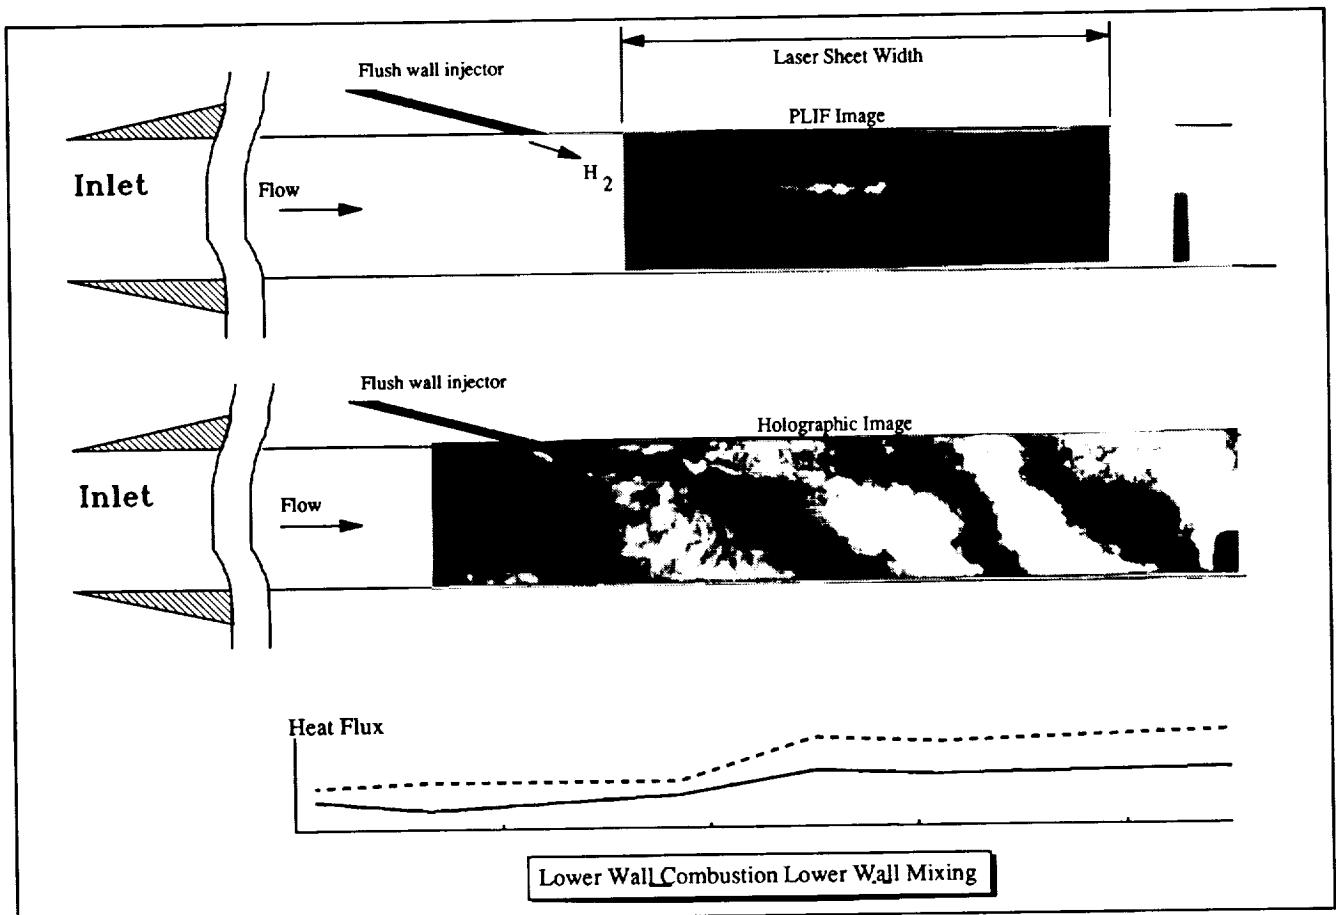 Laser Sheet Width
Flush wall injector
PLIF Image
H2
Inlet
Flow
Flush wall injector
Holographic Image
Inlet
Flow
Heat Flux
Lower Wall Combustion Lower Wall Mixing